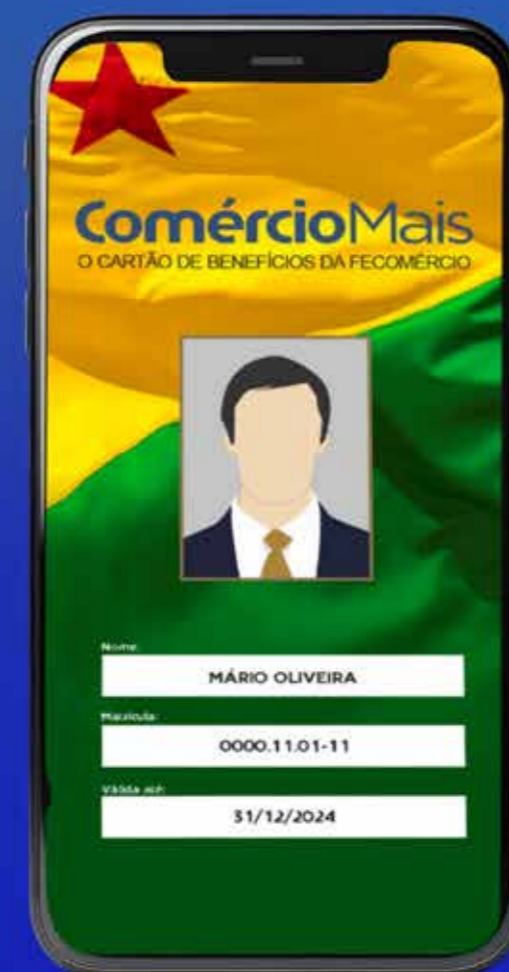 ComércioMais
O CARTÃO DE BENEFÍCIOS DA FECOMÉRCIO
Nome:
MÁRIO OLIVEIRA
Matrícula:
0000.11.01-11
Válida até:
31/12/2024